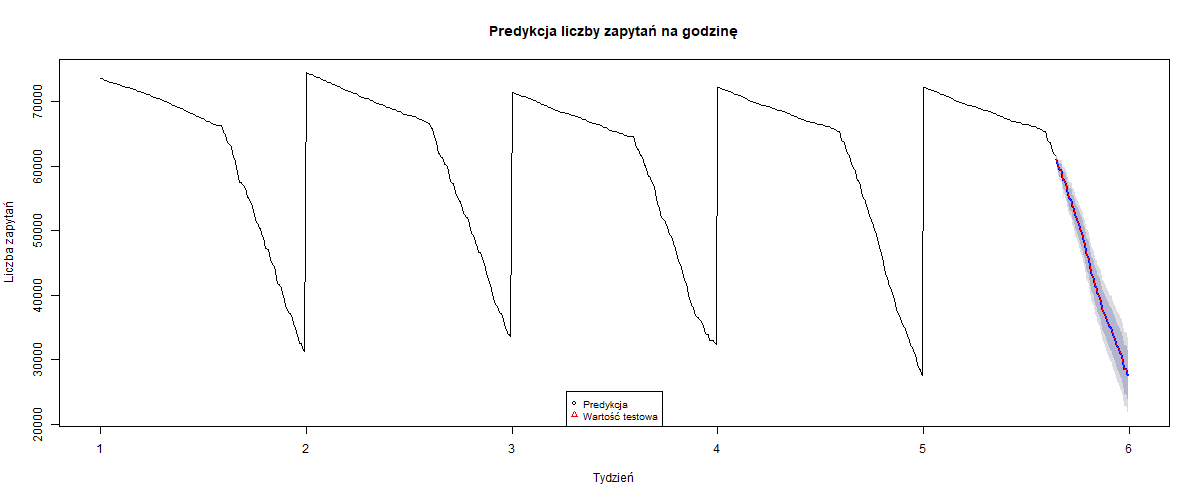 Predykcja liczby zapytań na godzinę
Liczba zapytań
70000
60000
50000
40000
30000
20000
Predykcja
Wartość testowa
1 2 3 4 5 6
Tydzień